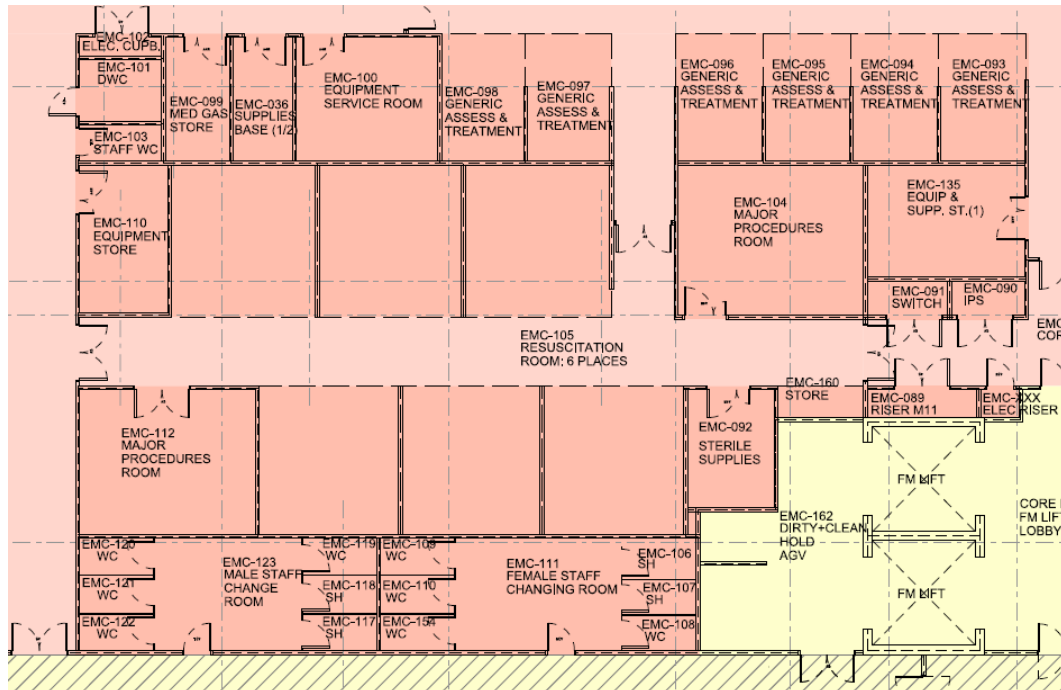 EMC-102
ELEC. CUPB.
EMC-101
DWC
EMC-103
STAFF WC
EMC-099
MED GAS
STORE
EMC-036
SUPPLIES
BASE (1/2)
EMC-100
EQUIPMENT
SERVICE ROOM
EMC-098
GENERIC
ASSESS &
TREATMENT
EMC-097
GENERIC
ASSESS &
TREATMENT
EMC-096
GENERIC
ASSESS &
TREATMENT
EMC-095
GENERIC
ASSESS &
TREATMENT
EMC-094
GENERIC
ASSESS &
TREATMENT
EMC-093
GENERIC
ASSESS &
TREATMENT
EMC-110
EQUIPMENT
STORE
EMC-104
MAJOR
PROCEDURES
ROOM
EMC-135
EQUIP &
SUPP. ST.(1)
EMC-091
SWITCH
EMC-090
IPS
EMC-105
RESUSCITATION
ROOM: 6 PLACES
EMC
COR
EMC-160
STORE
EMC-089
RISER M11
EMC-XXX
ELEC RISER
EMC-112
MAJOR
PROCEDURES
ROOM
EMC-092
STERILE
SUPPLIES
FM LIFT
EMC-162
DIRTY+CLEAN
HOLD
AGV
CORE
FM LIFT
LOBBY
EMC-120
WC
EMC-121
WC
EMC-122
WC
EMC-123
MALE STAFF
CHANGE
ROOM
EMC-119
WC
EMC-118
SH
EMC-117
SH
EMC-109
WC
EMC-110
WC
EMC-154
WC
EMC-111
FEMALE STAFF
CHANGING ROOM
EMC-106
SH
EMC-107
SH
EMC-108
WC
FM LIFT